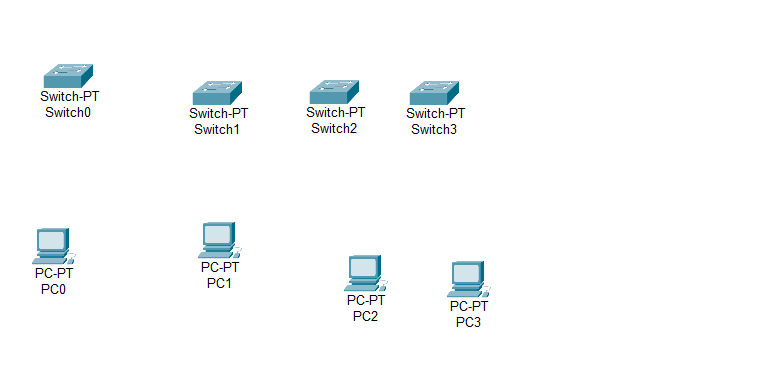 Switch-PT
Switch0
Switch-PT
Switch1
Switch-PT
Switch2
Switch-PT
Switch3
PC-PT
PC0
PC-PT
PC1
PC-PT
PC2
PC-PT
PC3